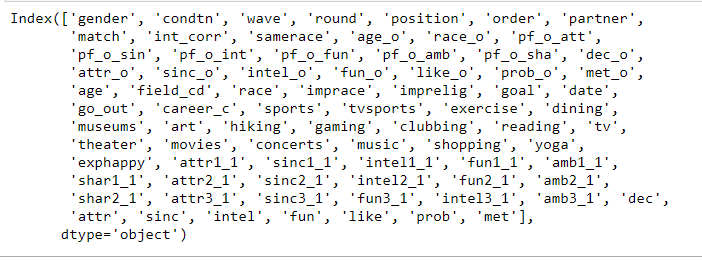 Index(['gender', 'condtn', 'wave', 'round', 'position', 'order', 'partner',
'match', 'int_corr', 'samerace', 'age_o', 'race_o', 'pf_o_att',
'pf_o_sin', 'pf_o_int', 'pf_o_fun', 'pf_o_amb', 'pf_o_sha', 'dec_o',
'attr_o', 'sinc_o', 'intel_o', 'fun_o', 'like_o', 'prob_o', 'met_o',
'age', 'field_cd', 'race', 'imprace', 'imprelig', 'goal', 'date',
'go_out', 'career_c', 'sports', 'tvsports', 'exercise', 'dining',
'museums', 'art', 'hiking', 'gaming', 'clubbing', 'reading', 'tv',
'theater', 'movies', 'concerts', 'music', 'shopping', 'yoga',
'exphappy', 'attr1_1', 'sinc1_1', 'intel1_1', 'fun1_1', 'amb1_1',
'shar1_1', 'attr2_1', 'sinc2_1', 'intel2_1', 'fun2_1', 'amb2_1',
'shar2_1', 'attr3_1', 'sinc3_1', 'fun3_1', 'intel3_1', 'amb3_1', 'dec',
'attr', 'sinc', 'intel', 'fun', 'like', 'prob', 'met'],
dtype='object')